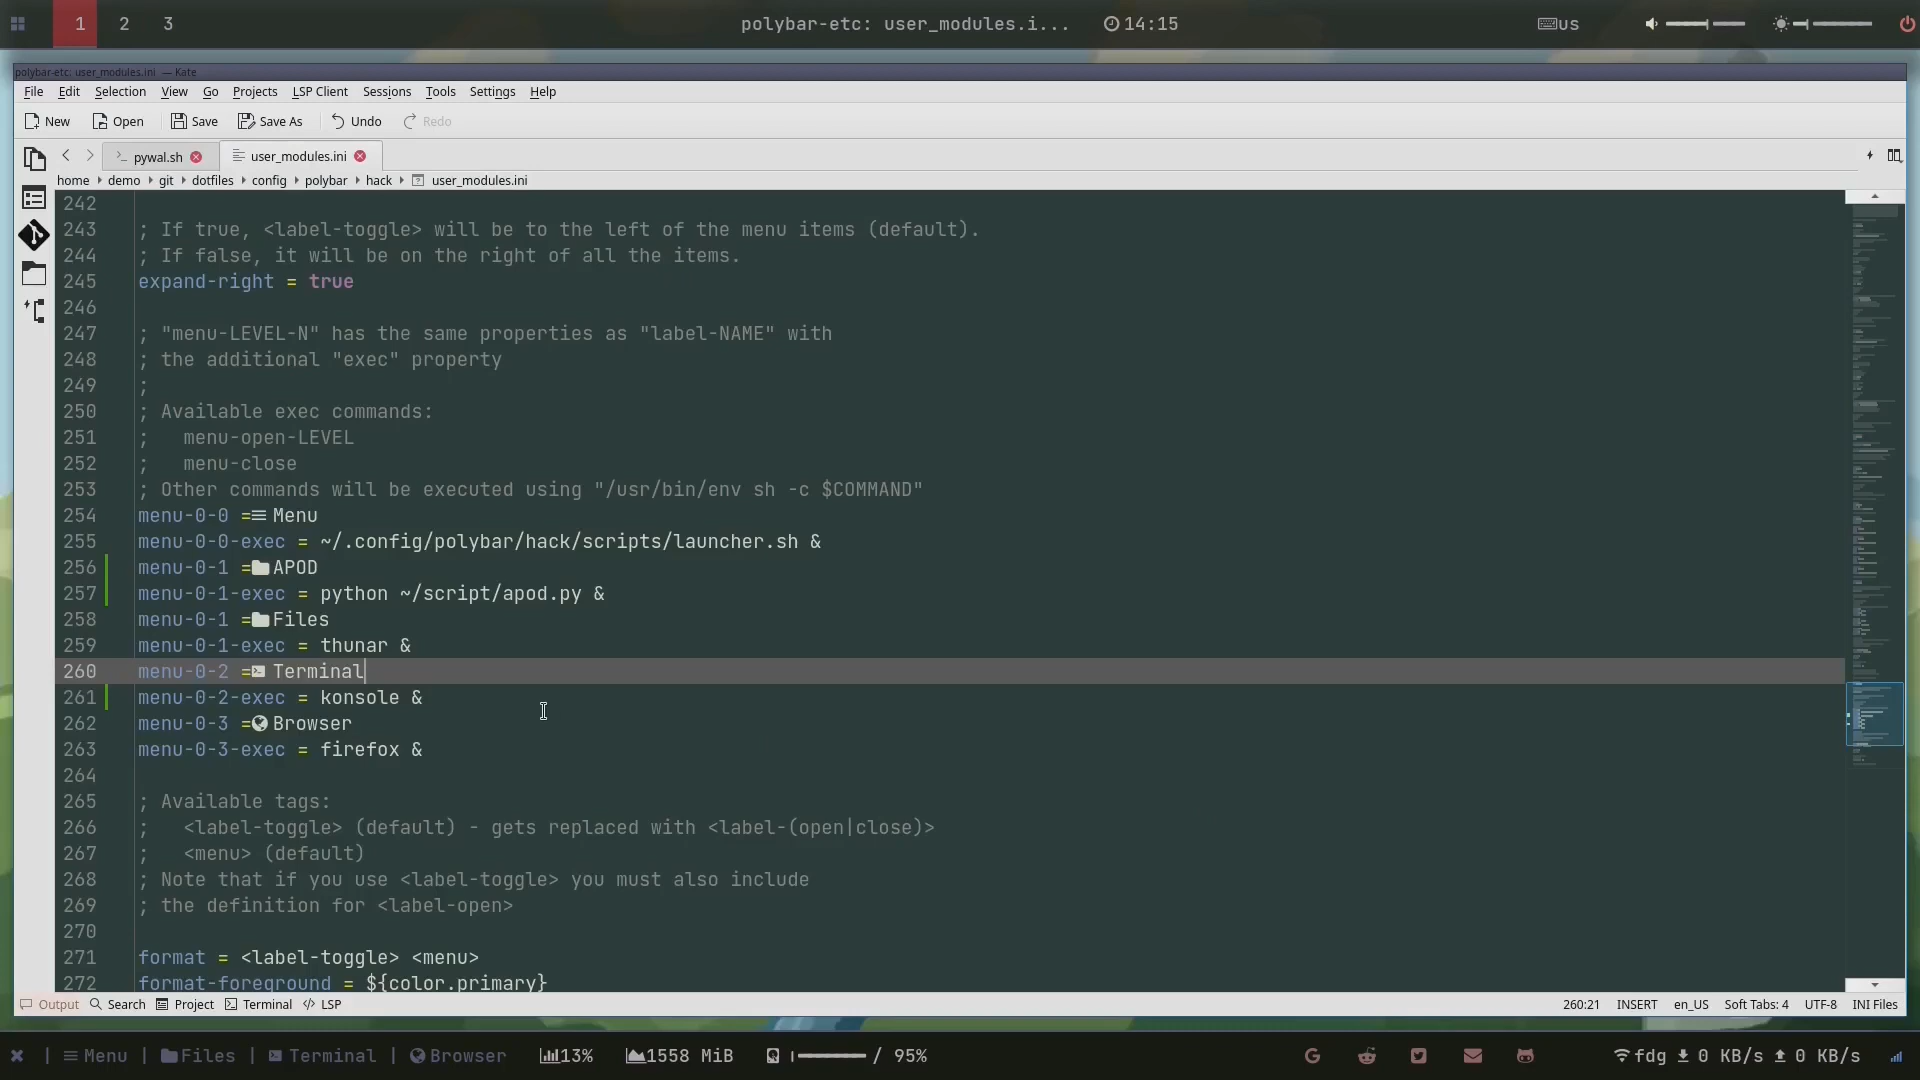 1 2 3 polybar-etc: user_modules.i... 14:15 us
polybar-etc: user_modules.ini — Kate
File Edit Selection View Go Projects LSP Client Sessions Tools Settings Help
New Open Save Save As Undo Redo
pywal.sh user_modules.ini
home demo git dotfiles config polybar hack user_modules.ini
242
243 ; If true, <label-toggle> will be to the left of the menu items (default).
244 ; If false, it will be on the right of all the items.
245 expand-right = true
246
247 ; "menu-LEVEL-N" has the same properties as "label-NAME" with
248 ; the additional "exec" property
249 ;
250 ; Available exec commands:
251 ;   menu-open-LEVEL
252 ;   menu-close
253 ; Other commands will be executed using "/usr/bin/env sh -c $COMMAND"
254 menu-0-0 = Menu
255 menu-0-0-exec = ~/.config/polybar/hack/scripts/launcher.sh &
256 menu-0-1 = APOD
257 menu-0-1-exec = python ~/script/apod.py &
258 menu-0-1 = Files
259 menu-0-1-exec = thunar &
260 menu-0-2 = Terminal
261 menu-0-2-exec = konsole &
262 menu-0-3 = Browser
263 menu-0-3-exec = firefox &
264
265 ; Available tags:
266 ;   <label-toggle> (default) - gets replaced with <label-(open|close)>
267 ;   <menu> (default)
268 ; Note that if you use <label-toggle> you must also include
269 ; the definition for <label-open>
270
271 format = <label-toggle> <menu>
272 format-foreground = ${color.primary}
Output Search Project Terminal LSP 260:21 INSERT en_US Soft Tabs: 4 UTF-8 INI Files
| Menu | Files | Terminal | Browser 13% 1558 MiB / 95% fdg 0 KB/s 0 KB/s